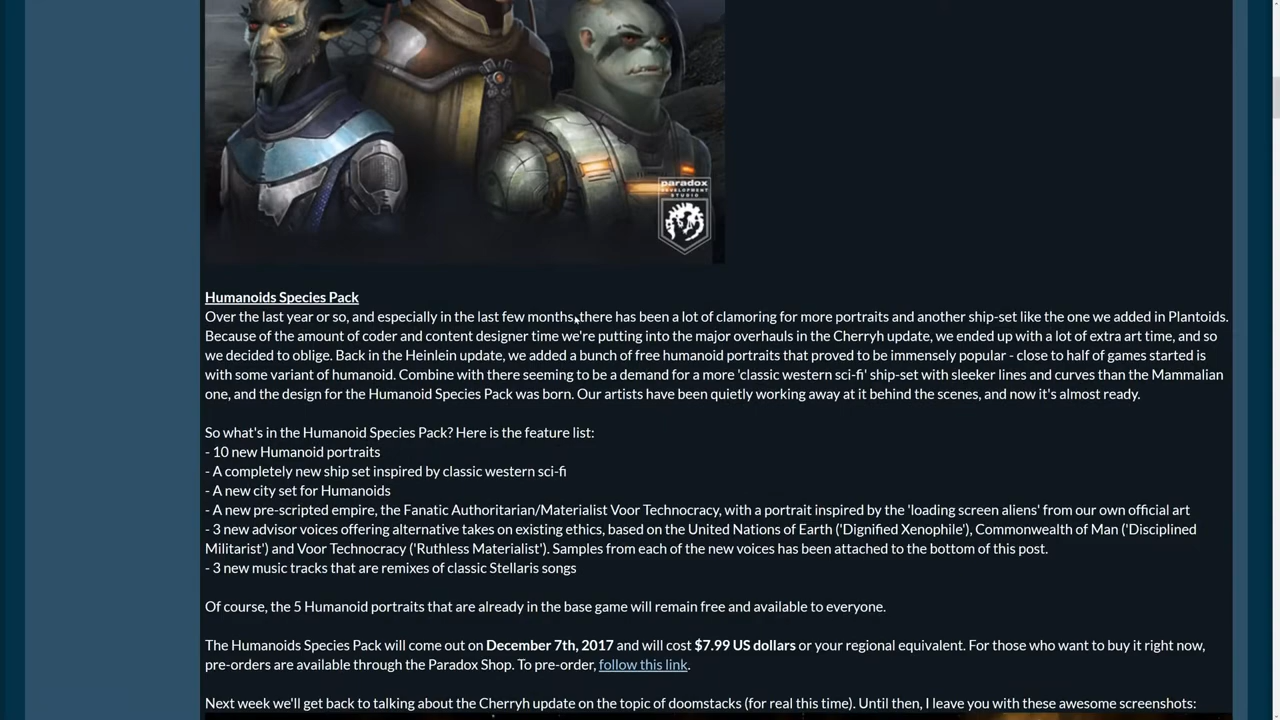 paradox
DEVELOPMENT
STUDIO
Humanoids Species Pack
Over the last year or so, and especially in the last few months, there has been a lot of clamoring for more portraits and another ship-set like the one we added in Plantoids.
Because of the amount of coder and content designer time we're putting into the major overhauls in the Cherryh update, we ended up with a lot of extra art time, and so
we decided to oblige. Back in the Heinlein update, we added a bunch of free humanoid portraits that proved to be immensely popular - close to half of games started is
with some variant of humanoid. Combine with there seeming to be a demand for a more 'classic western sci-fi' ship-set with sleeker lines and curves than the Mammalian
one, and the design for the Humanoid Species Pack was born. Our artists have been quietly working away at it behind the scenes, and now it's almost ready.
So what's in the Humanoid Species Pack? Here is the feature list:
- 10 new Humanoid portraits
- A completely new ship set inspired by classic western sci-fi
- A new city set for Humanoids
- A new pre-scripted empire, the Fanatic Authoritarian/Materialist Voor Technocracy, with a portrait inspired by the 'loading screen aliens' from our own official art
- 3 new advisor voices offering alternative takes on existing ethics, based on the United Nations of Earth ('Dignified Xenophile'), Commonwealth of Man ('Disciplined
Militarist') and Voor Technocracy ('Ruthless Materialist'). Samples from each of the new voices has been attached to the bottom of this post.
- 3 new music tracks that are remixes of classic Stellaris songs
Of course, the 5 Humanoid portraits that are already in the base game will remain free and available to everyone.
The Humanoids Species Pack will come out on December 7th, 2017 and will cost $7.99 US dollars or your regional equivalent. For those who want to buy it right now,
pre-orders are available through the Paradox Shop. To pre-order, follow this link.
Next week we'll get back to talking about the Cherryh update on the topic of doomstacks (for real this time). Until then, I leave you with these awesome screenshots: